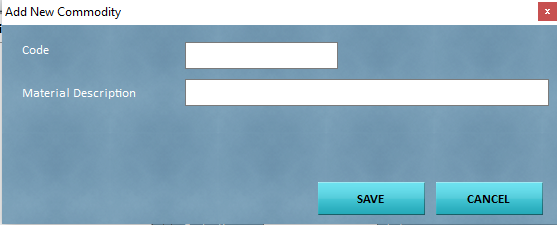 Add New Commodity
x
Code
Material Description
SAVE
CANCEL